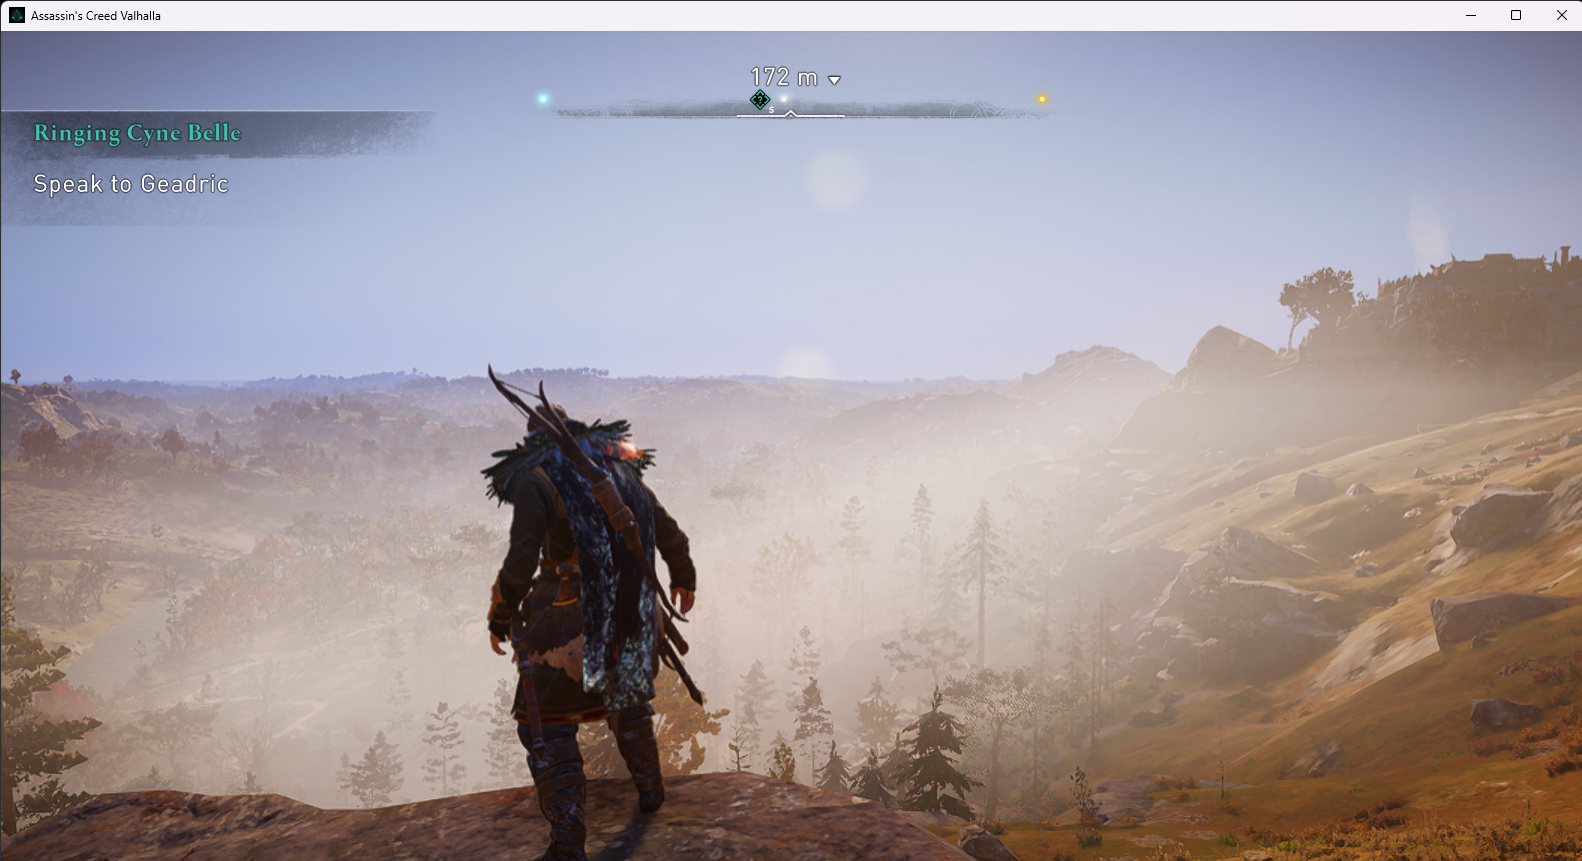 Assassin's Creed Valhalla
172 m
?
S
Ringing Cyne Belle
Speak to Geadric